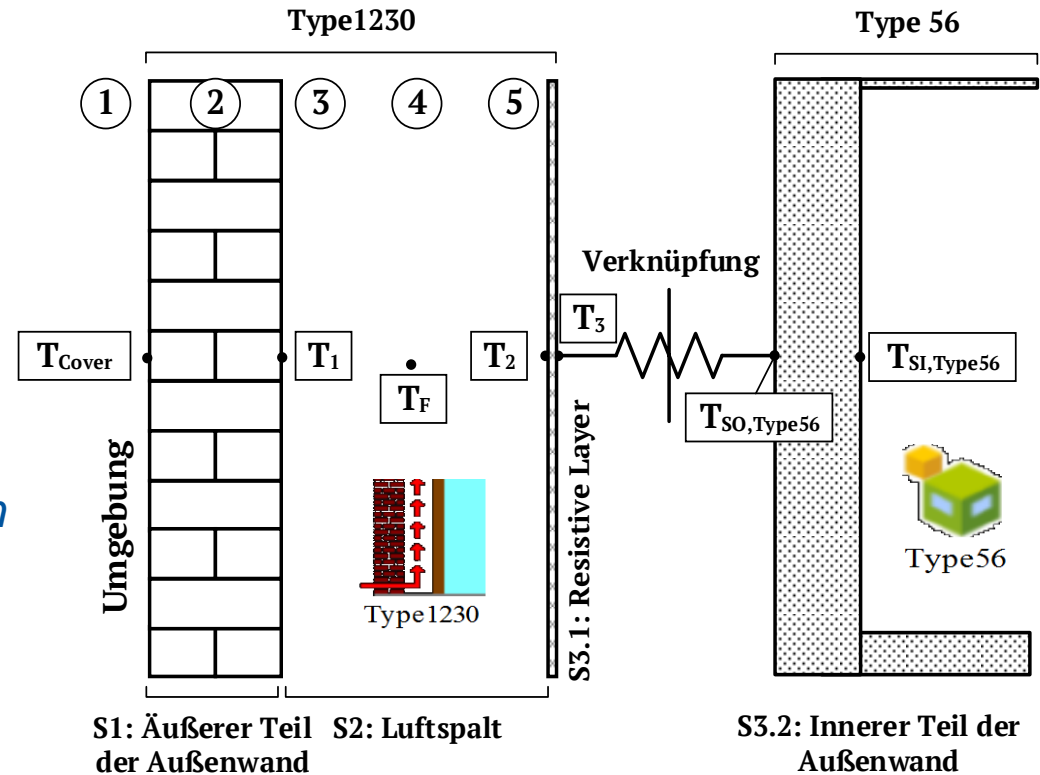 Type1230
Type 56
1
2
3
4
5
Verknüpfung
T3
TCover
T1
T2
TF
TSI,Type56
TSO,Type56
Umgebung
n
Type1230
S3.1: Resistive Layer
Type56
S1: Äußerer Teil
der Außenwand
S2: Luftspalt
S3.2: Innerer Teil der
Außenwand